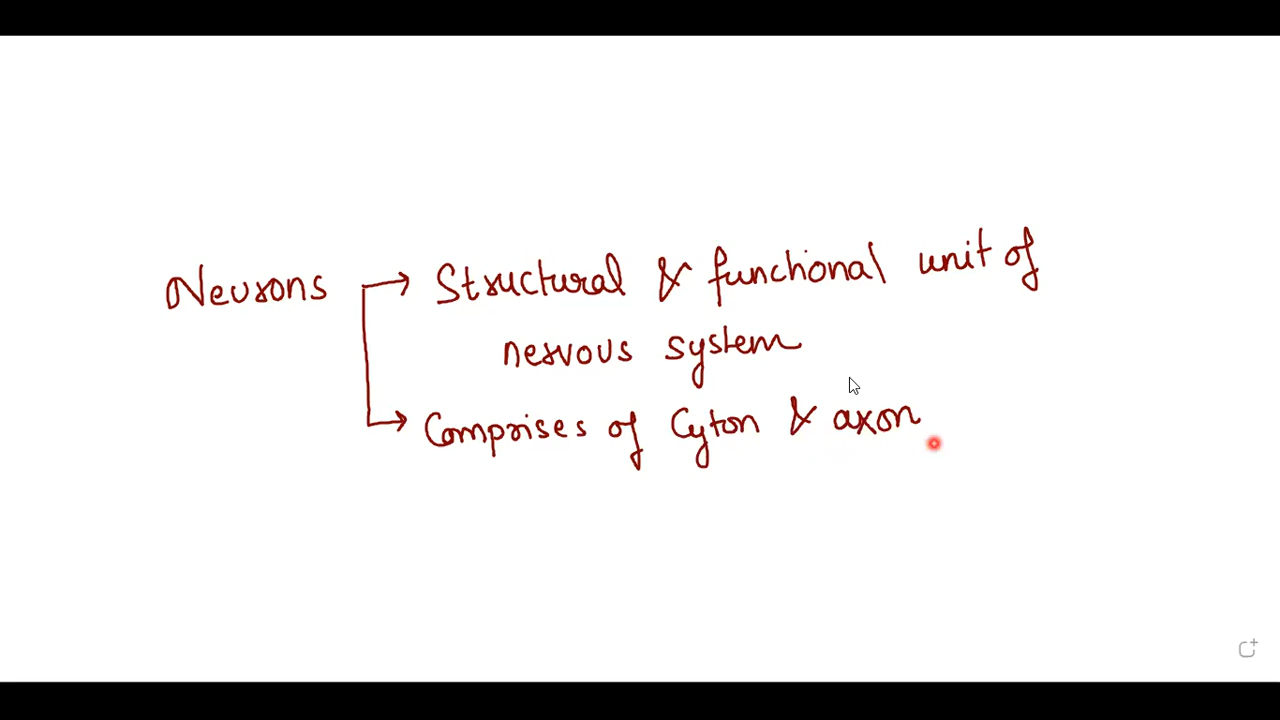 Neurons → Structural & functional unit of
nervous system
→ Comprises of Cyton & axon